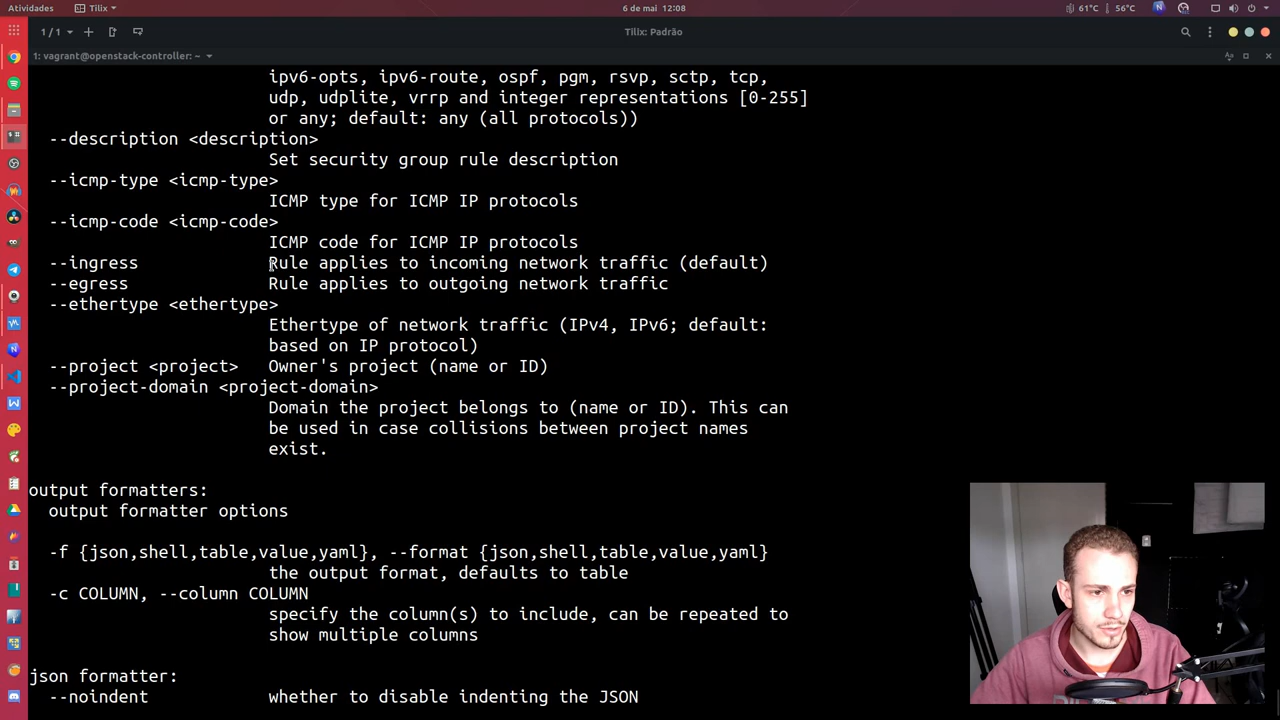 Atividades
Tilix
6 de mai 12:08
61°C
56°C
1 / 1
Tilix: Padrão
1: vagrant@openstack-controller: ~
ipv6-opts, ipv6-route, ospf, pgm, rsvp, sctp, tcp,
udp, udplite, vrrp and integer representations [0-255]
or any; default: any (all protocols))
--description <description>
Set security group rule description
--icmp-type <icmp-type>
ICMP type for ICMP IP protocols
--icmp-code <icmp-code>
ICMP code for ICMP IP protocols
--ingress Rule applies to incoming network traffic (default)
--egress Rule applies to outgoing network traffic
--ethertype <ethertype>
Ethertype of network traffic (IPv4, IPv6; default:
based on IP protocol)
--project <project> Owner's project (name or ID)
--project-domain <project-domain>
Domain the project belongs to (name or ID). This can
be used in case collisions between project names
exist.
output formatters:
output formatter options
-f {json,shell,table,value,yaml}, --format {json,shell,table,value,yaml}
the output format, defaults to table
-c COLUMN, --column COLUMN
specify the column(s) to include, can be repeated to
show multiple columns
json formatter:
--noindent whether to disable indenting the JSON